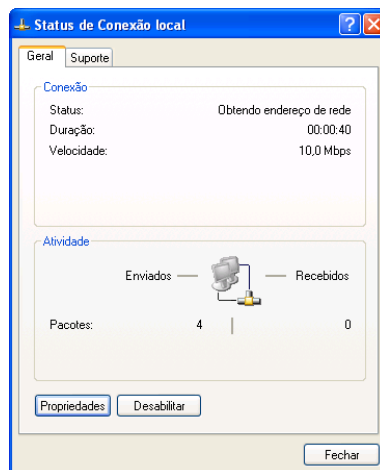 Status de Conexão local
Geral Suporte
Conexão
Status: Obtendo endereço de rede
Duração: 00:00:40
Velocidade: 10,0 Mbps
Atividade
Enviados Recebidos
Pacotes: 4 0
Propriedades Desabilitar
Fechar